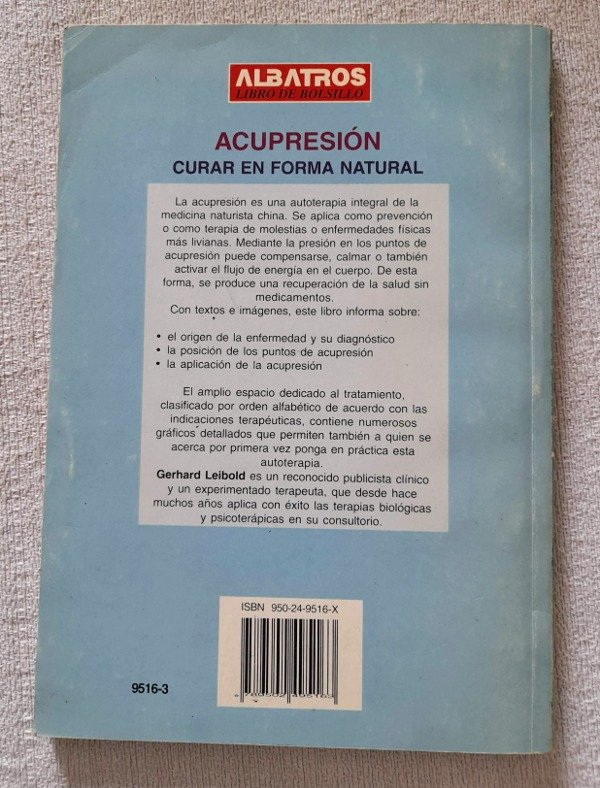 ALBATROS
LIBRO DE BOLSILLO
ACUPRESIÓN
CURAR EN FORMA NATURAL
La acupresión es una autoterapia integral de la
medicina naturista china. Se aplica como prevención
o como terapia de molestias o enfermedades físicas
más livianas. Mediante la presión en los puntos de
acupresión puede compensarse, calmar o también
activar el flujo de energía en el cuerpo. De esta
forma, se produce una recuperación de la salud sin
medicamentos.
Con textos e imágenes, este libro informa sobre:
• el origen de la enfermedad y su diagnóstico
• la posición de los puntos de acupresión
• la aplicación de la acupresión
El amplio espacio dedicado al tratamiento,
clasificado por orden alfabético de acuerdo con las
indicaciones terapéuticas, contiene numerosos
gráficos detallados que permiten también a quien se
acerca por primera vez ponga en práctica esta
autoterapia.
Gerhard Leibold es un reconocido publicista clínico
y un experimentado terapeuta, que desde hace
muchos años aplica con éxito las terapias biológicas
y psicoterápicas en su consultorio.
ISBN 950-24-9516-X
9 789502 495163
9516-3